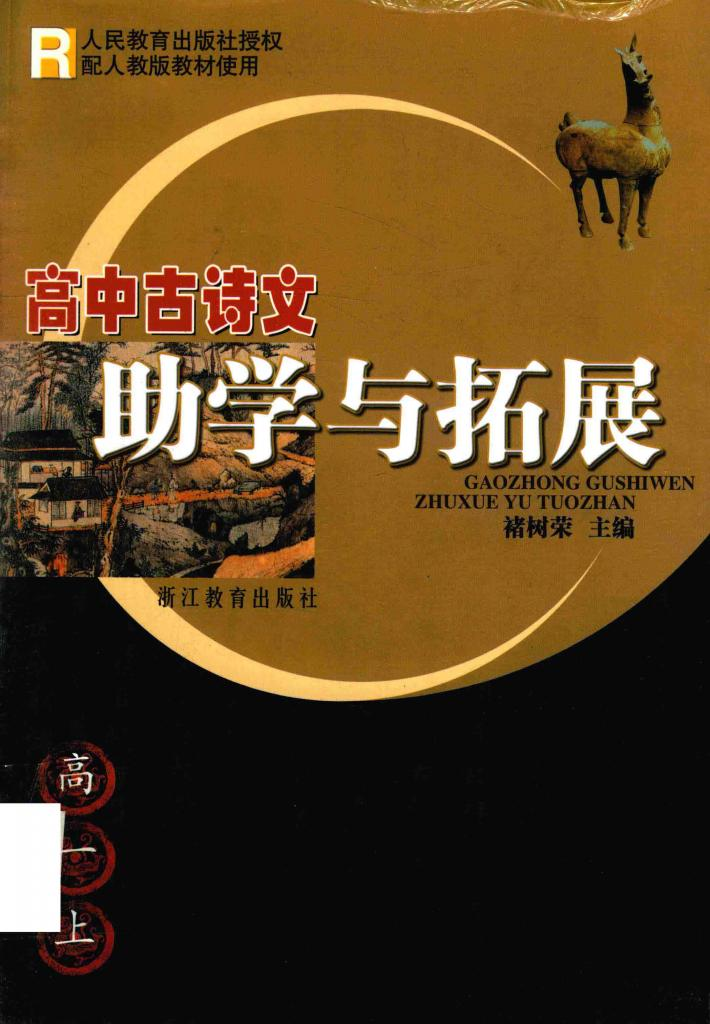 R
人民教育出版社授权
配人教版教材使用
高中古诗文
助学与拓展
GAOZHONG GUSHIWEN
ZHUXUE YU TUOZHAN
褚树荣 主编
浙江教育出版社
高
一
上